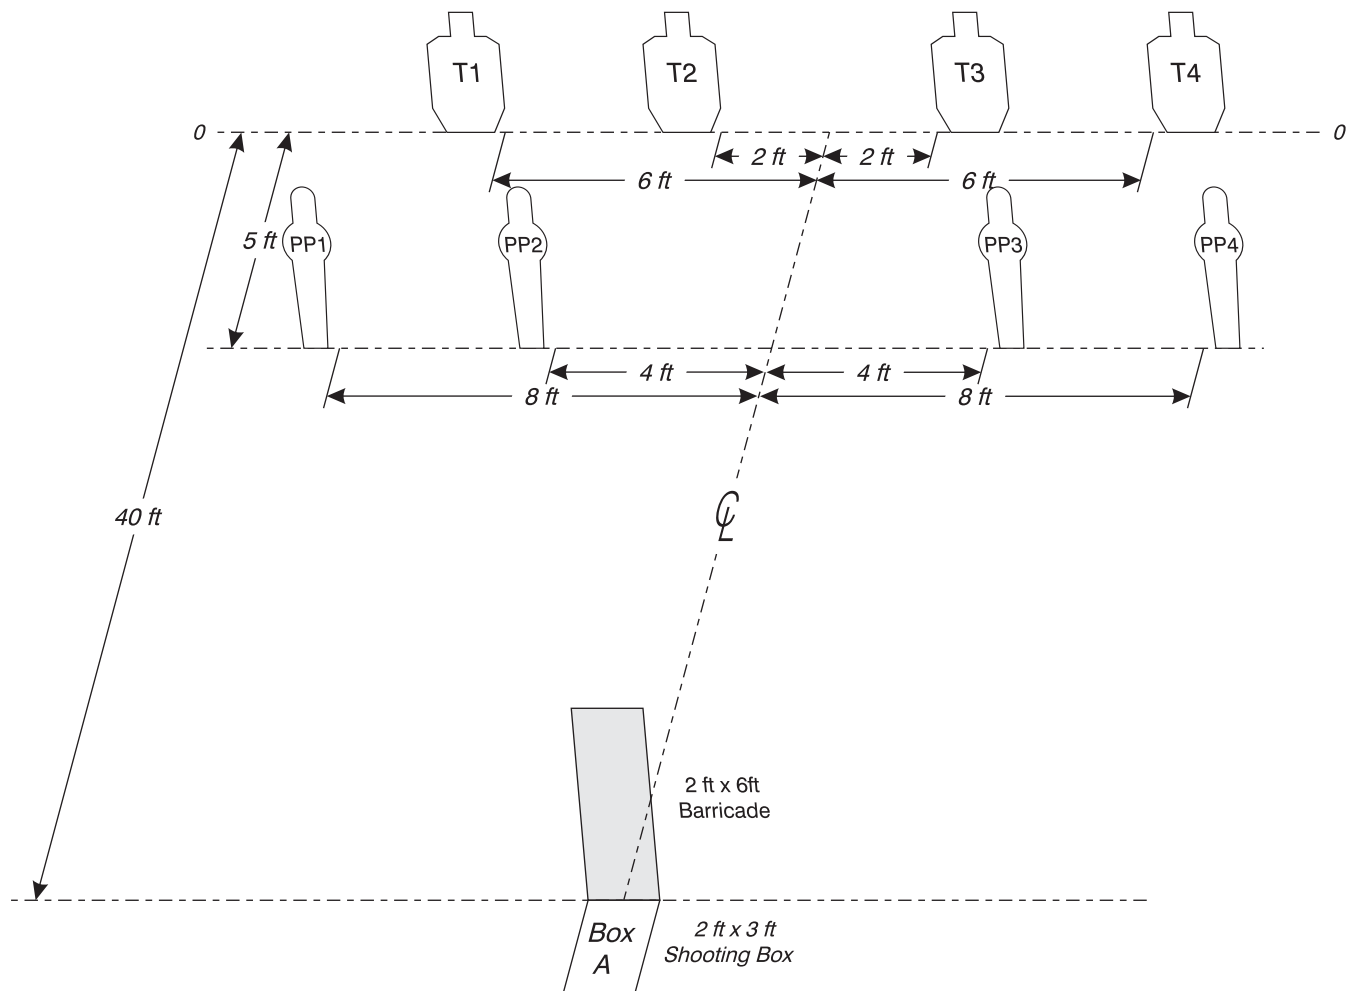 T1 T2 T3 T4
0 0
2 ft 2 ft
6 ft 6 ft
5 ft PP1 PP2 PP3 PP4
4 ft 4 ft
8 ft 8 ft
CL
40 ft
2 ft x 6ft
Barricade
Box
A
2 ft x 3 ft
Shooting Box